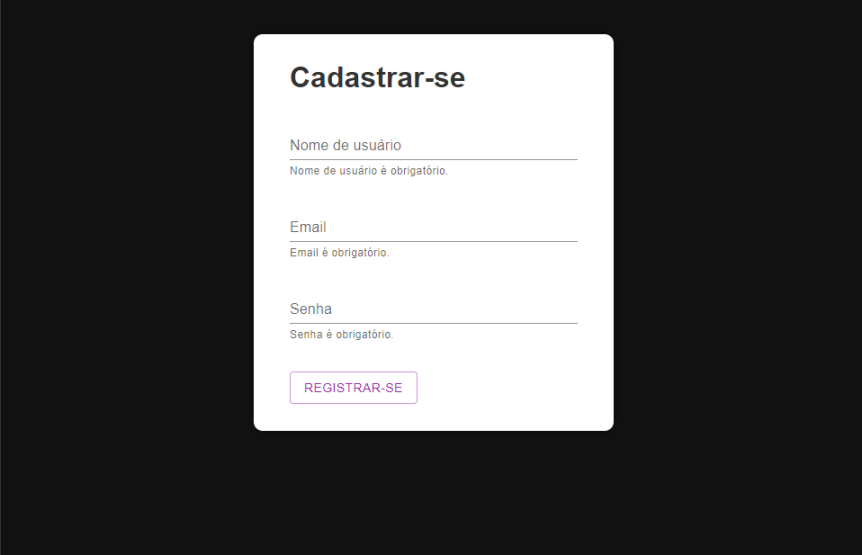 Cadastrar-se
Nome de usuário
Nome de usuário é obrigatório.
Email
Email é obrigatório.
Senha
Senha é obrigatório.
REGISTRAR-SE